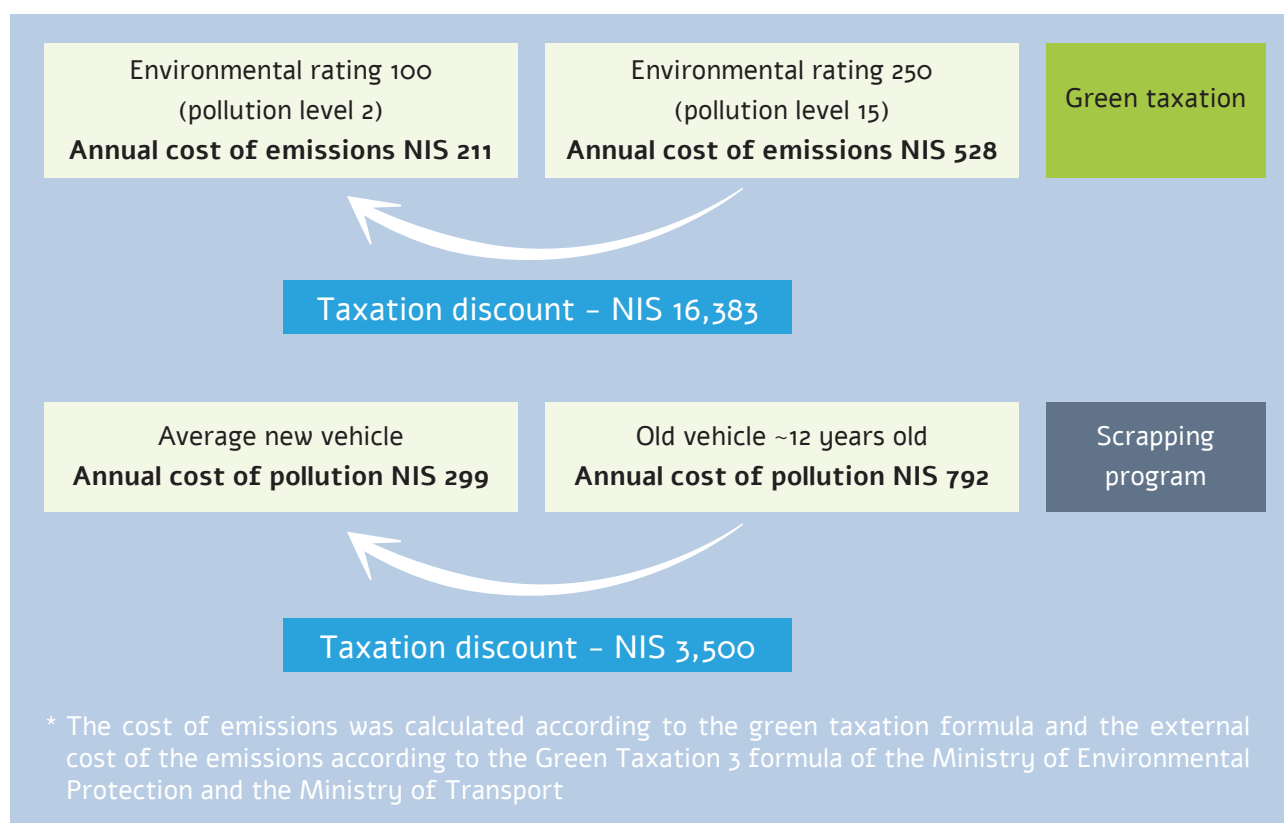 Environmental rating 100
(pollution level 2)
Annual cost of emissions NIS 211
Environmental rating 250
(pollution level 15)
Annual cost of emissions NIS 528
Green taxation
Taxation discount – NIS 16,383
Average new vehicle
Annual cost of pollution NIS 299
Old vehicle ~12 years old
Annual cost of pollution NIS 792
Scrapping
program
Taxation discount – NIS 3,500
* The cost of emissions was calculated according to the green taxation formula and the external
cost of the emissions according to the Green Taxation 3 formula of the Ministry of Environmental
Protection and the Ministry of Transport